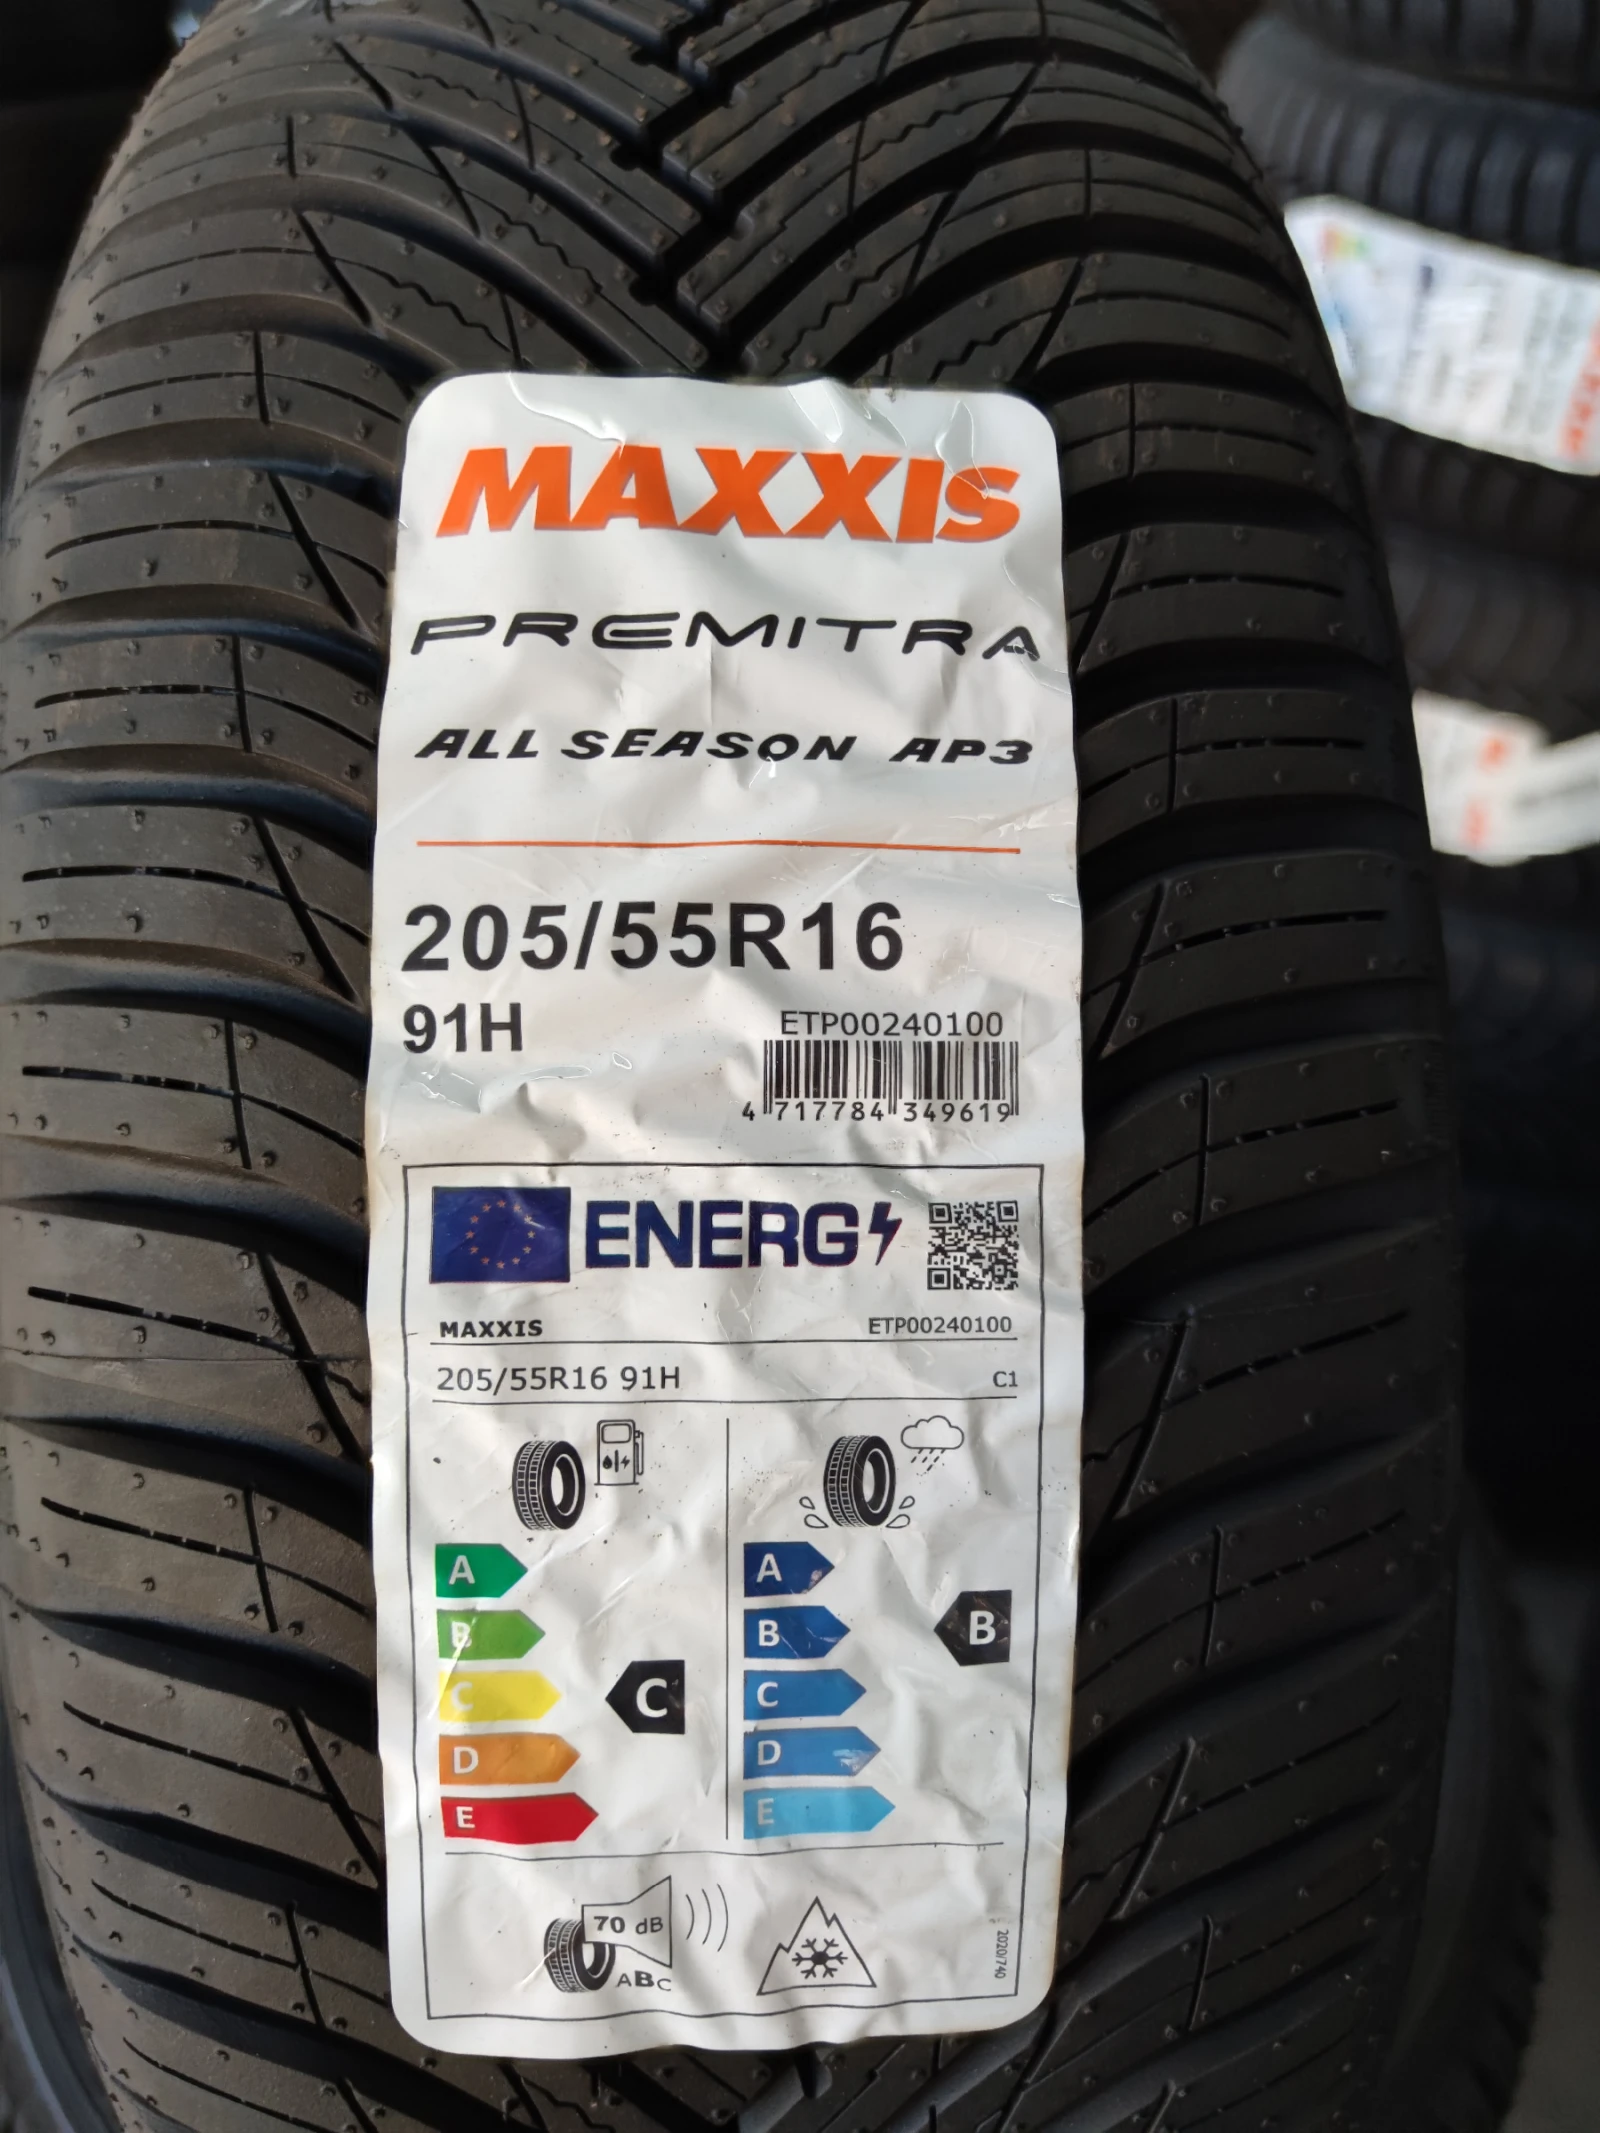 MAXXIS
PREMITRA
ALL SEASON AP3
205/55R16
91H
ETP00240100
4 717784 349619
ENERG
MAXXIS
ETP00240100
205/55R16 91H
C1
A
B
C
D
E
C
A
B
C
D
E
B
70 dB
ABC
2020/740